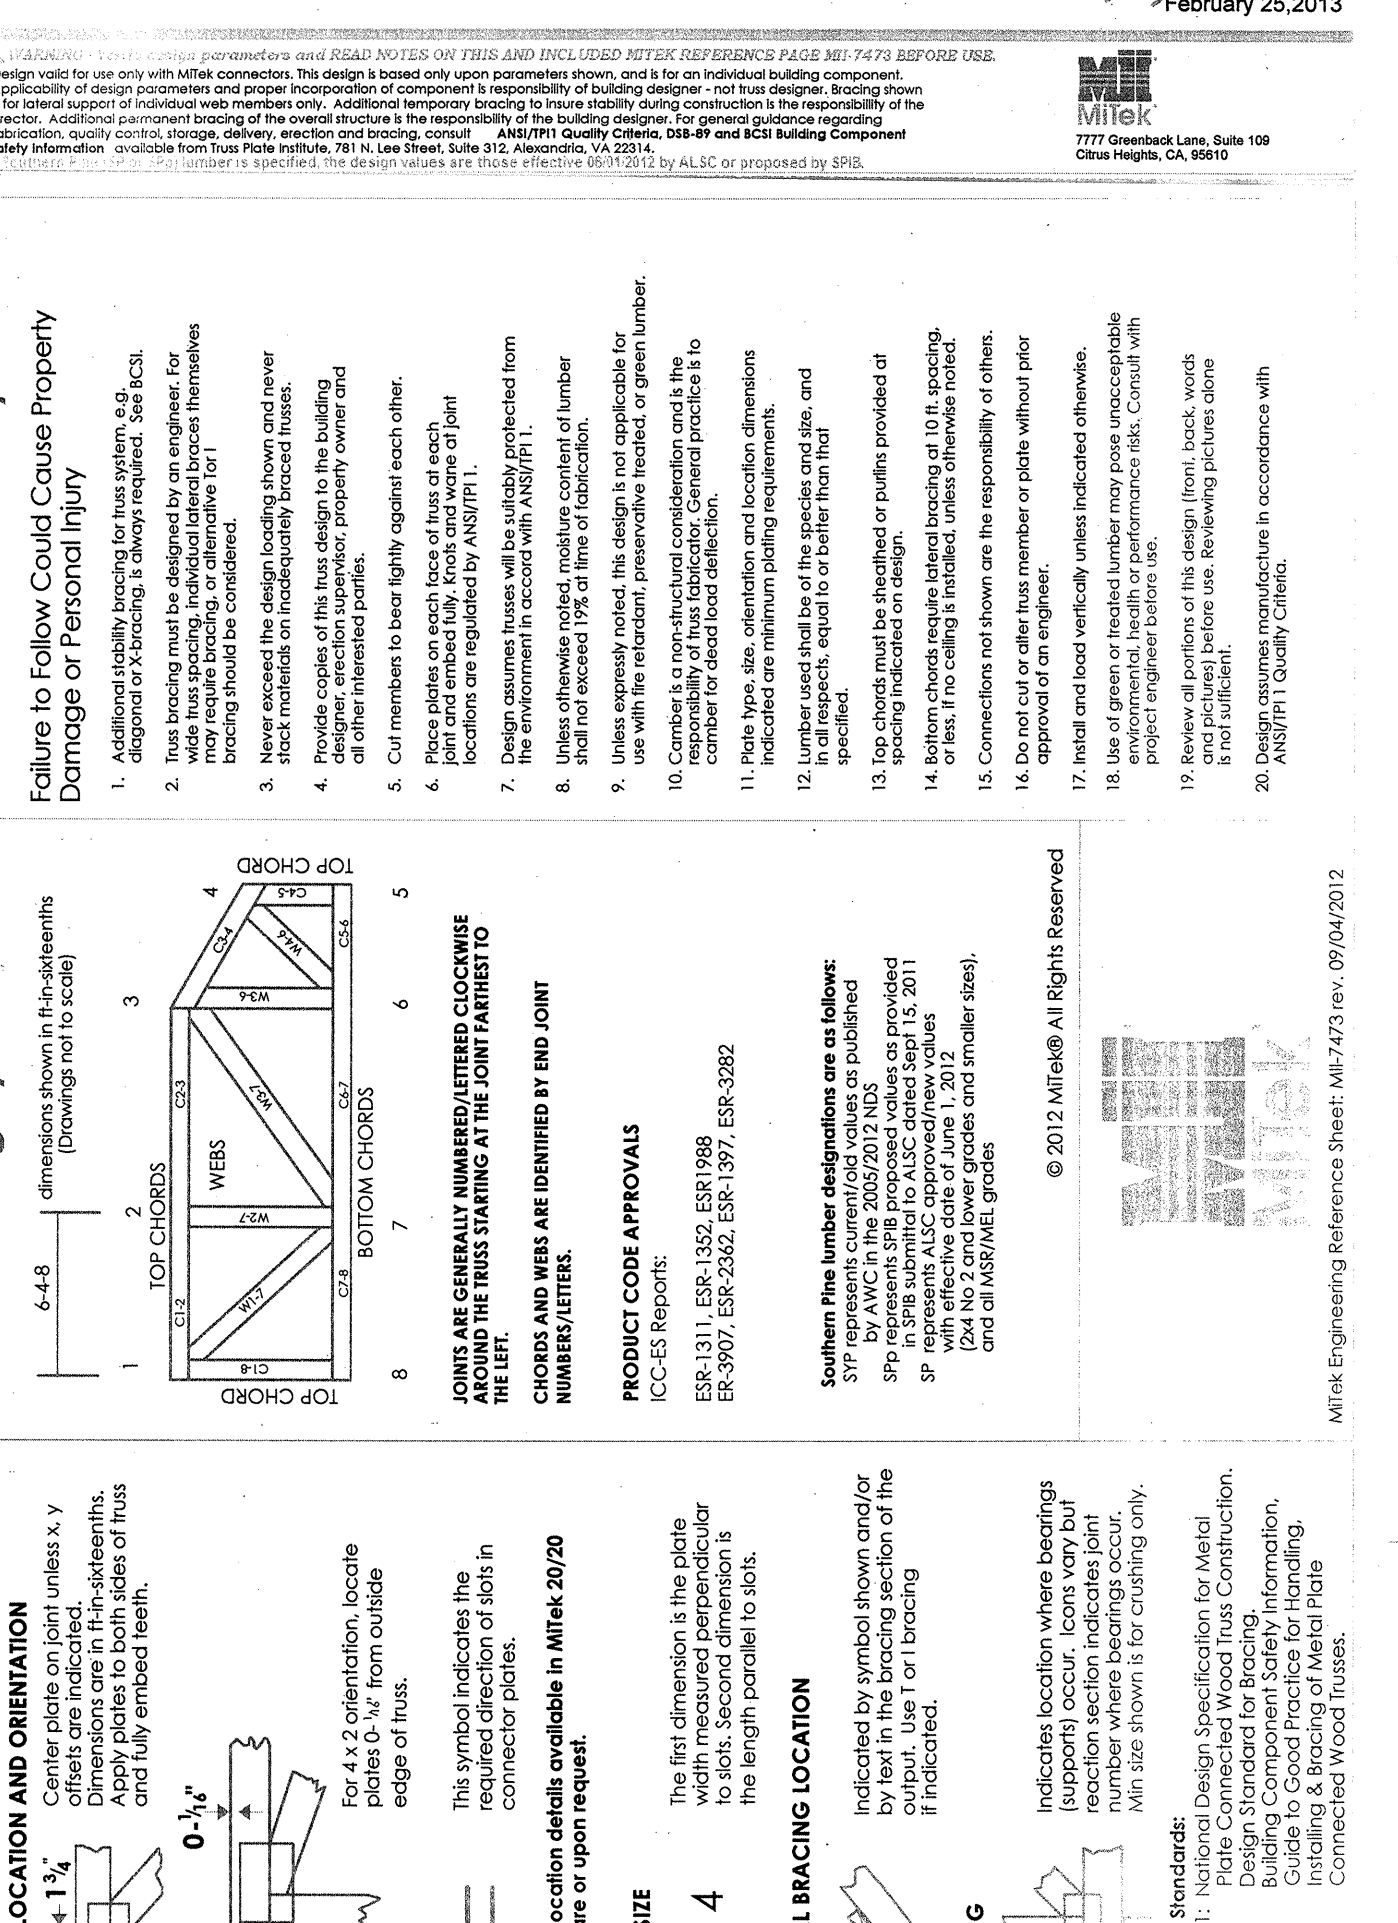 February 25,2013
WARNING - Verify design parameters and READ NOTES ON THIS AND INCLUDED MITEK REFERENCE PAGE MII-7473 BEFORE USE.
esign valid for use only with MiTek connectors. This design is based only upon parameters shown, and is for an individual building component.
pplicability of design parameters and proper incorporation of component is responsibility of building designer - not truss designer. Bracing shown
for lateral support of individual web members only. Additional temporary bracing to insure stability during construction is the responsibility of the
rector. Additional permanent bracing of the overall structure is the responsibility of the building designer. For general guidance regarding
abrication, quality control, storage, delivery, erection and bracing, consult ANSI/TPI1 Quality Criteria, DSB-89 and BCSI Building Component
afety Information available from Truss Plate Institute, 781 N. Lee Street, Suite 312, Alexandria, VA 22314.
Southern Pine (SP or SPp) lumber is specified, the design values are those effective 06/01/2012 by ALSC or proposed by SPIB.
MiTek
7777 Greenback Lane, Suite 109
Citrus Heights, CA, 95610
LOCATION AND ORIENTATION
1 3/4"
Center plate on joint unless x, y
offsets are indicated.
Dimensions are in ft-in-sixteenths.
Apply plates to both sides of truss
and fully embed teeth.
0-1/16"
For 4 x 2 orientation, locate
plates 0- 1/16" from outside
edge of truss.
This symbol indicates the
required direction of slots in
connector plates.
ocation details available in MiTek 20/20
are or upon request.
SIZE
4
The first dimension is the plate
width measured perpendicular
to slots. Second dimension is
the length parallel to slots.
L BRACING LOCATION
Indicated by symbol shown and/or
by text in the bracing section of the
output. Use T or I bracing
if indicated.
G
Indicates location where bearings
(supports) occur. Icons vary but
reaction section indicates joint
number where bearings occur.
Min size shown is for crushing only.
Standards:
1: National Design Specification for Metal
Plate Connected Wood Truss Construction.
Design Standard for Bracing.
Building Component Safety Information,
Guide to Good Practice for Handling,
Installing & Bracing of Metal Plate
Connected Wood Trusses.
6-4-8
dimensions shown in ft-in-sixteenths
(Drawings not to scale)
1
2
3
TOP CHORDS
4
C1-2
C2-3
C3-4
WEBS
TOP CHORD
C1-8
W1-7
W2-7
W3-7
W3-6
W4-6
C4-5
TOP CHORD
C7-8
C6-7
C5-6
BOTTOM CHORDS
8
7
6
5
JOINTS ARE GENERALLY NUMBERED/LETTERED CLOCKWISE
AROUND THE TRUSS STARTING AT THE JOINT FARTHEST TO
THE LEFT.
CHORDS AND WEBS ARE IDENTIFIED BY END JOINT
NUMBERS/LETTERS.
PRODUCT CODE APPROVALS
ICC-ES Reports:
ESR-1311, ESR-1352, ESR1988
ER-3907, ESR-2362, ESR-1397, ESR-3282
Southern Pine lumber designations are as follows:
SYP represents current/old values as published
by AWC in the 2005/2012 NDS
SPp represents SPIB proposed values as provided
in SPIB submittal to ALSC dated Sept 15, 2011
SP represents ALSC approved/new values
with effective date of June 1, 2012
(2x4 No 2 and lower grades and smaller sizes),
and all MSR/MEL grades
© 2012 MiTek® All Rights Reserved
MiTek
MiTek Engineering Reference Sheet: MII-7473 rev. 09/04/2012
Failure to Follow Could Cause Property
Damage or Personal Injury
1. Additional stability bracing for truss system, e.g.
diagonal or X-bracing, is always required. See BCSI.
2. Truss bracing must be designed by an engineer. For
wide truss spacing, individual lateral braces themselves
may require bracing, or alternative T or I
bracing should be considered.
3. Never exceed the design loading shown and never
stack materials on inadequately braced trusses.
4. Provide copies of this truss design to the building
designer, erection supervisor, property owner and
all other interested parties.
5. Cut members to bear tightly against each other.
6. Place plates on each face of truss at each
joint and embed fully. Knots and wane at joint
locations are regulated by ANSI/TPI 1.
7. Design assumes trusses will be suitably protected from
the environment in accord with ANSI/TPI 1.
8. Unless otherwise noted, moisture content of lumber
shall not exceed 19% at time of fabrication.
9. Unless expressly noted, this design is not applicable for
use with fire retardant, preservative treated, or green lumber.
10. Camber is a non-structural consideration and is the
responsibility of truss fabricator. General practice is to
camber for dead load deflection.
11. Plate type, size, orientation and location dimensions
indicated are minimum plating requirements.
12. Lumber used shall be of the species and size, and
in all respects, equal to or better than that
specified.
13. Top chords must be sheathed or purlins provided at
spacing indicated on design.
14. Bottom chords require lateral bracing at 10 ft. spacing,
or less, if no ceiling is installed, unless otherwise noted.
15. Connections not shown are the responsibility of others.
16. Do not cut or alter truss member or plate without prior
approval of an engineer.
17. Install and load vertically unless indicated otherwise.
18. Use of green or treated lumber may pose unacceptable
environmental, health or performance risks. Consult with
project engineer before use.
19. Review all portions of this design (front, back, words
and pictures) before use. Reviewing pictures alone
is not sufficient.
20. Design assumes manufacture in accordance with
ANSI/TPI 1 Quality Criteria.